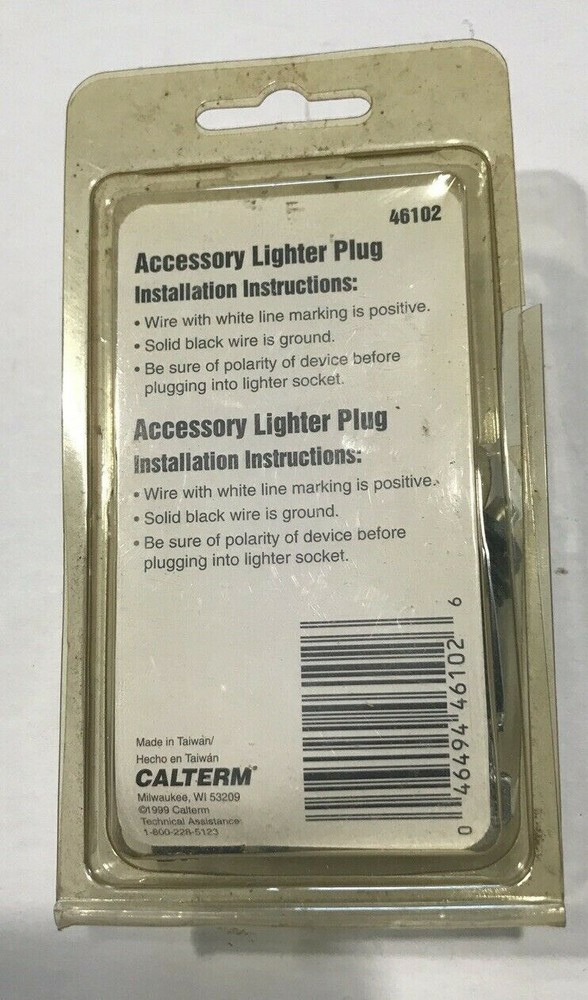 46102
Accessory Lighter Plug
Installation Instructions:
• Wire with white line marking is positive.
• Solid black wire is ground.
• Be sure of polarity of device before
plugging into lighter socket.
Accessory Lighter Plug
Installation Instructions:
• Wire with white line marking is positive.
• Solid black wire is ground.
• Be sure of polarity of device before
plugging into lighter socket.
Made in Taiwan/
Hecho en Taiwán
CALTERM®
Milwaukee, WI 53209
©1999 Calterm
Technical Assistance
1-800-228-5123
0 46494 46102 6